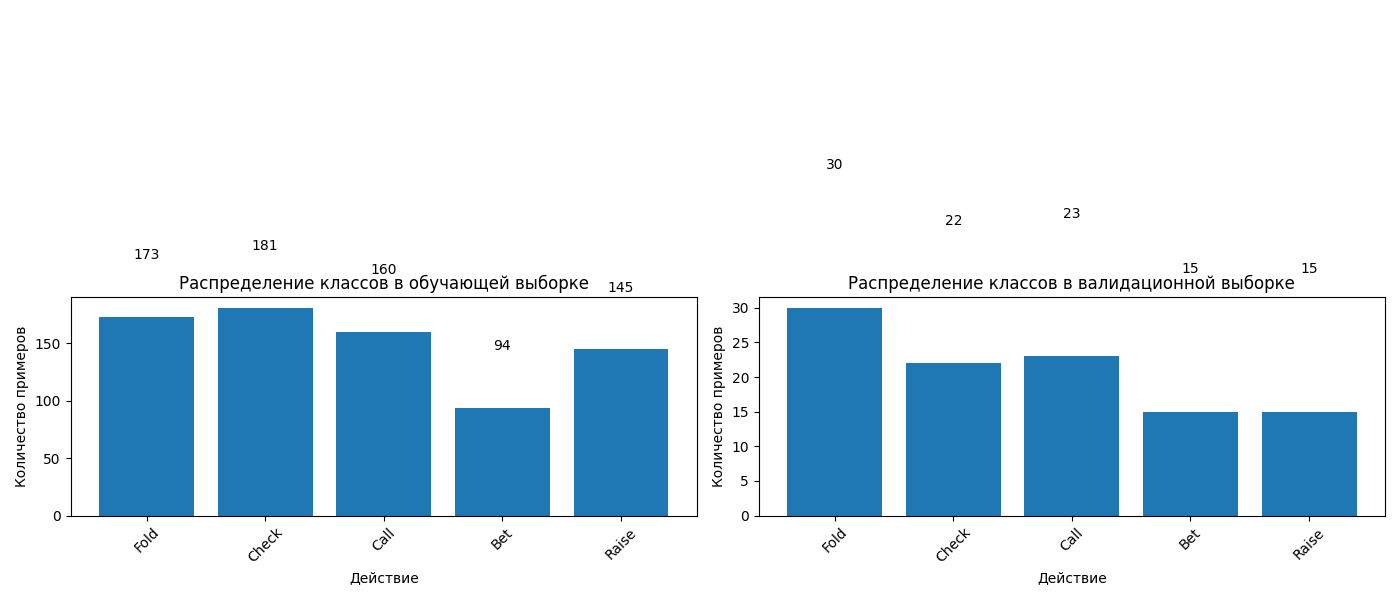 173
181
160
94
145
Распределение классов в обучающей выборке
Количество примеров
150
100
50
0
Fold
Check
Call
Bet
Raise
Действие
30
22
23
15
15
Распределение классов в валидационной выборке
Количество примеров
30
25
20
15
10
5
0
Fold
Check
Call
Bet
Raise
Действие